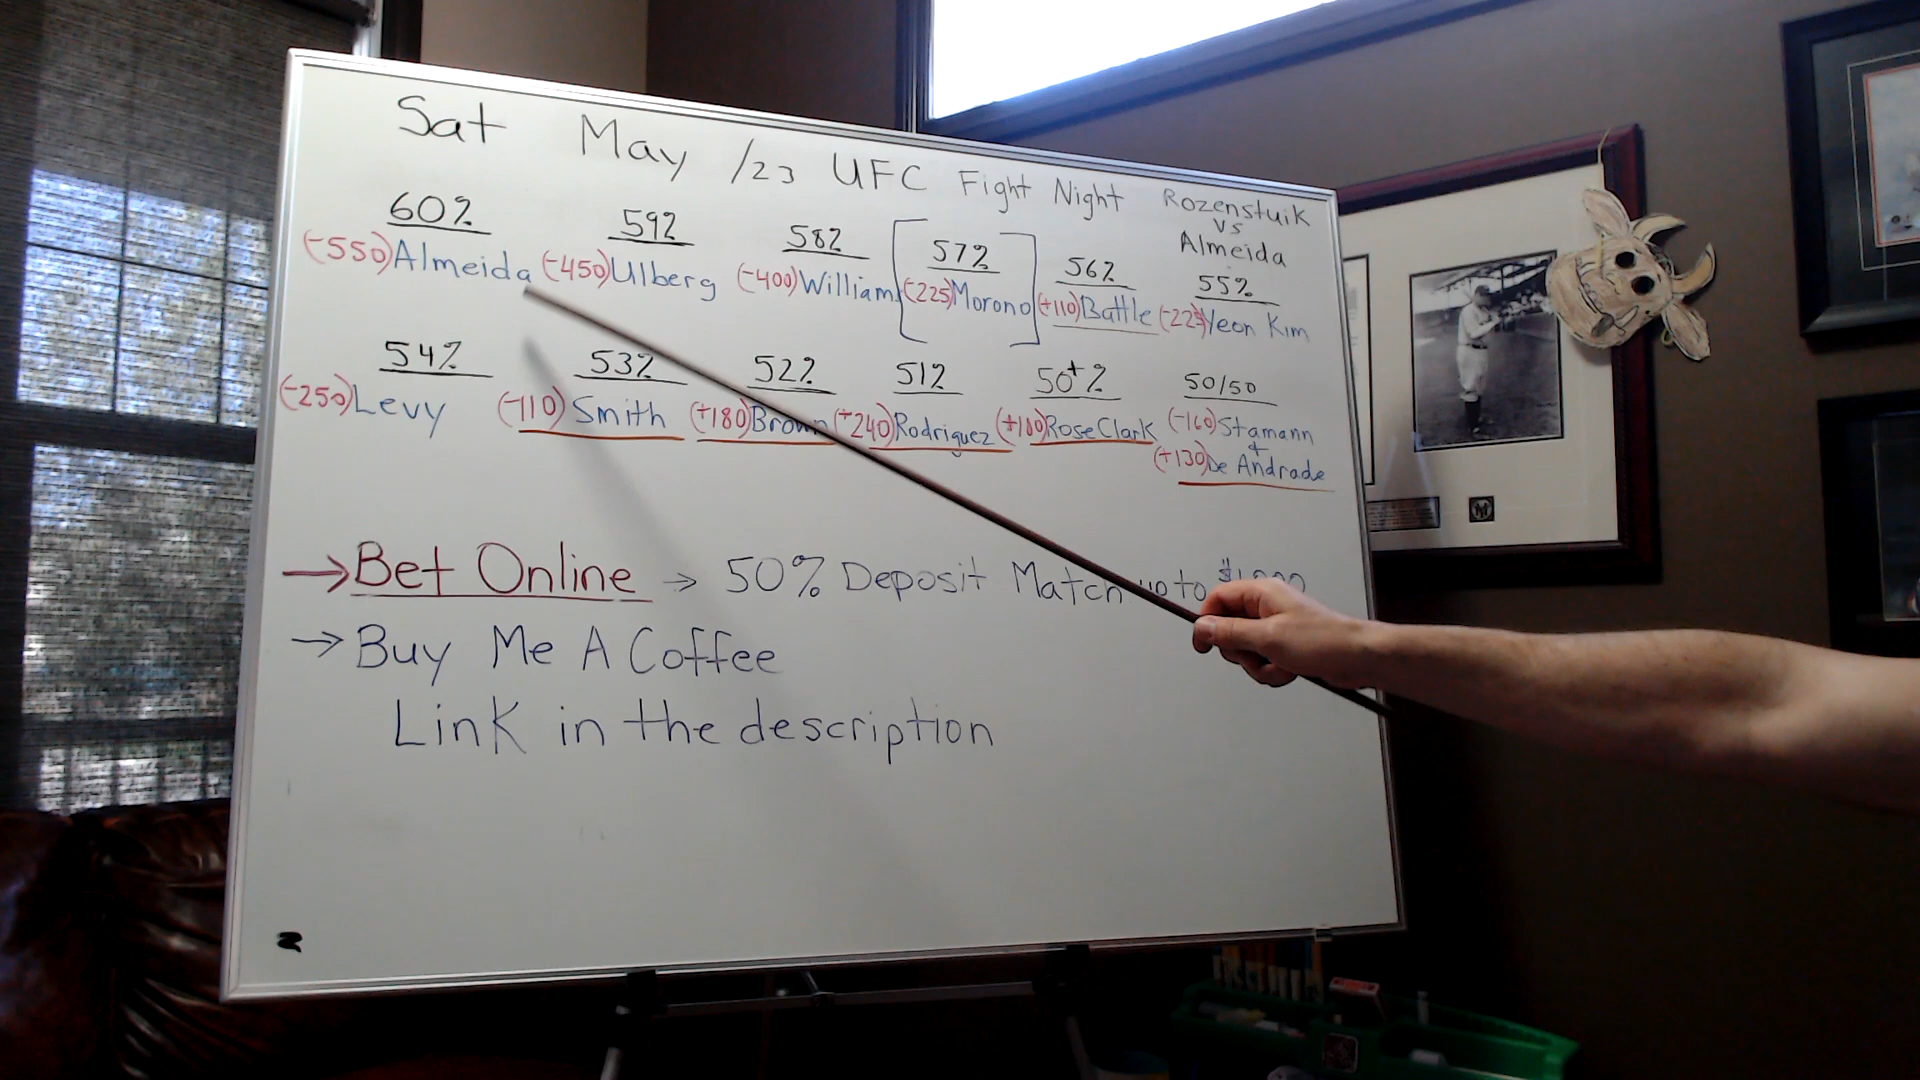 Sat May /23 UFC Fight Night Rozenstuik
vs
Almeida
60% 59% 58% 57% 56% 55%
(-550)Almeida (-450)Ulberg (-400)William (225)Morono (+110)Battle (-225)Yeon Kim
54% 53% 52% 51% 50+% 50/50
(-250)Levy (-110) Smith (+180)Brown (+240)Rodriguez (+180)Rose Clark (-160)Stamann
+
(+130)De Andrade
→Bet Online → 50% Deposit Match up to
→ Buy Me A Coffee
Link in the description